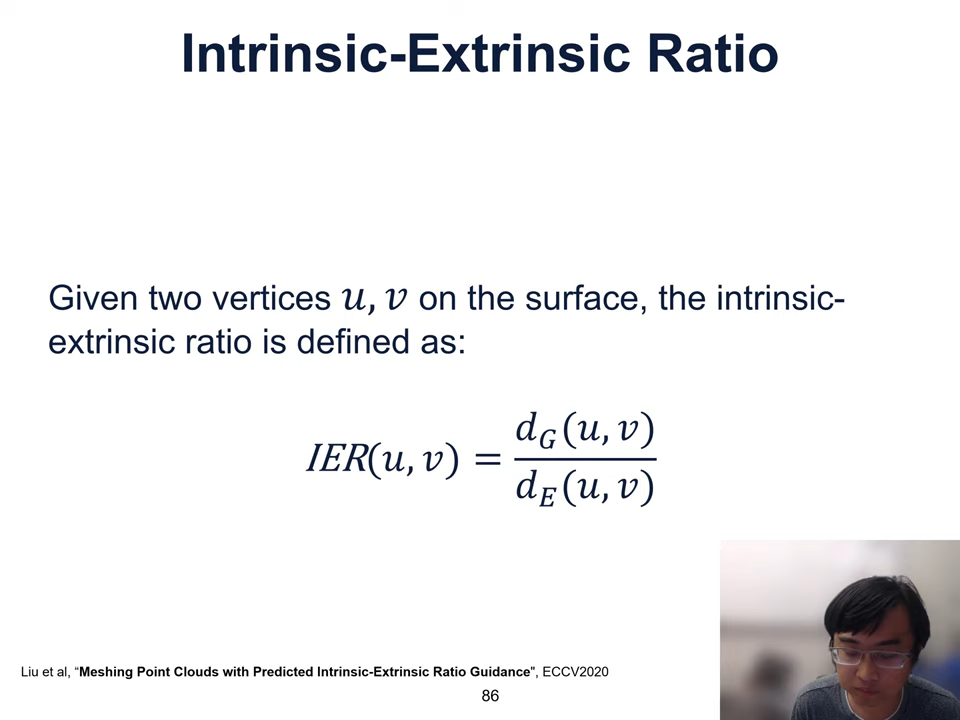 Intrinsic-Extrinsic Ratio
Given two vertices 𝑢, 𝑣 on the surface, the intrinsic-
extrinsic ratio is defined as:
𝐼𝐸𝑅(𝑢, 𝑣) = d_G(𝑢, 𝑣) / d_E(𝑢, 𝑣)
Liu et al, “Meshing Point Clouds with Predicted Intrinsic-Extrinsic Ratio Guidance”, ECCV2020
86